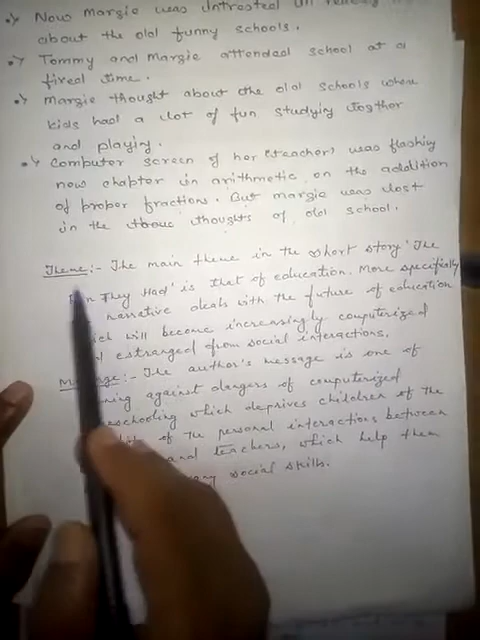 Now Margie was
about the old funny schools.
Tommy and Margie attended school at a
fixed time.
Margie thought about the old schools where
kids had a lot of fun studying together
and playing.
Computer screen of her (teacher) was flashing
new chapter in arithmetic on the addition
of proper fractions. But margie was lost
in the thoughts of old school.
Theme:- The main theme in the short story 'The
They Had' is that of education. More specifically
narrative deals with the future of education
will become increasingly computerized
estranged from social interactions.
:- The author's message is one of
against dangers of computerized
which deprives children of the
of the personal interactions between
and teachers, which help them
social skills.